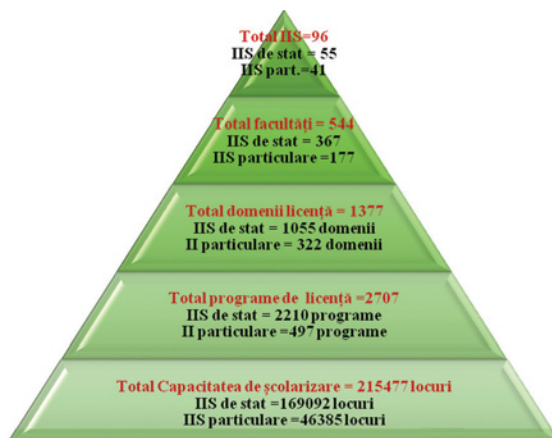 Total IIS=96
IIS de stat = 55
IIS part.=41
Total facultăți = 544
IIS de stat = 367
IIS particulare =177
Total domenii licență = 1377
IIS de stat = 1055 domenii
II particulare = 322 domenii
Total programe de licență =2707
IIS de stat = 2210 programe
II particulare =497 programe
Total Capacitatea de școlarizare = 215477 locuri
IIS de stat =169092 locuri
IIS particulare =46385 locuri